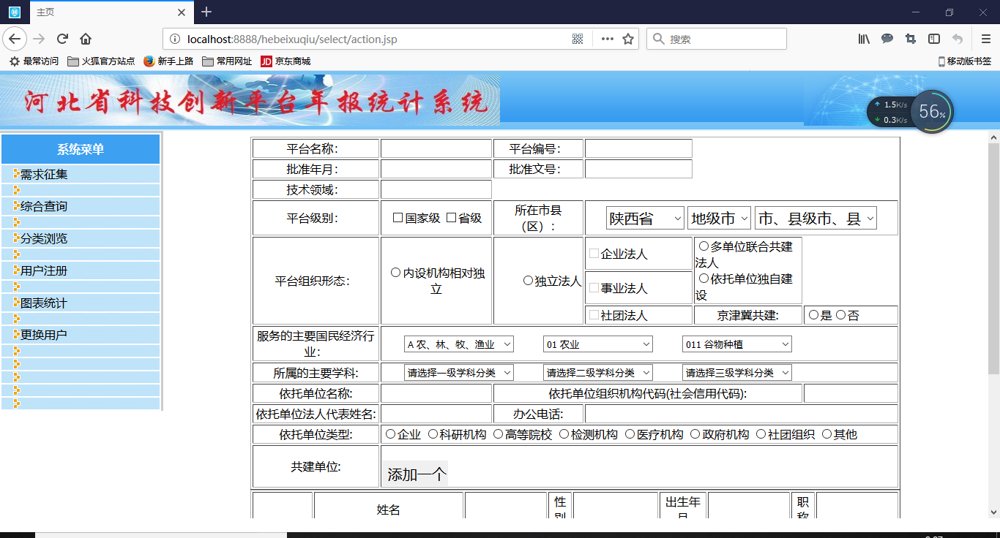 主页
localhost:8888/hebeixuqiu/select/action.jsp
搜索
最常访问 火狐官方站点 新手上路 常用网址 JD 京东商城 移动版书签
河北省科技创新平台年报统计系统
1.5K/s
0.3K/s
56%
系统菜单
需求征集
综合查询
分类浏览
用户注册
图表统计
更换用户
平台名称: 平台编号:
批准年月: 批准文号:
技术领域:
平台级别: 国家级 省级 所在市县
（区）: 陕西省 地级市 市、县级市、县
平台组织形态: 内设机构相对独
立 独立法人 企业法人
事业法人
社团法人
多单位联合共建
法人
依托单位独自建
设
京津冀共建: 是 否
服务的主要国民经济行
业: A 农、林、牧、渔业 01 农业 011 谷物种植
所属的主要学科: 请选择一级学科分类 请选择二级学科分类 请选择三级学科分类
依托单位名称: 依托单位组织机构代码(社会信用代码):
依托单位法人代表姓名: 办公电话:
依托单位类型: 企业 科研机构 高等院校 检测机构 医疗机构 政府机构 社团组织 其他
共建单位: 添加一个
姓名 性
别 出生年
月 职
称